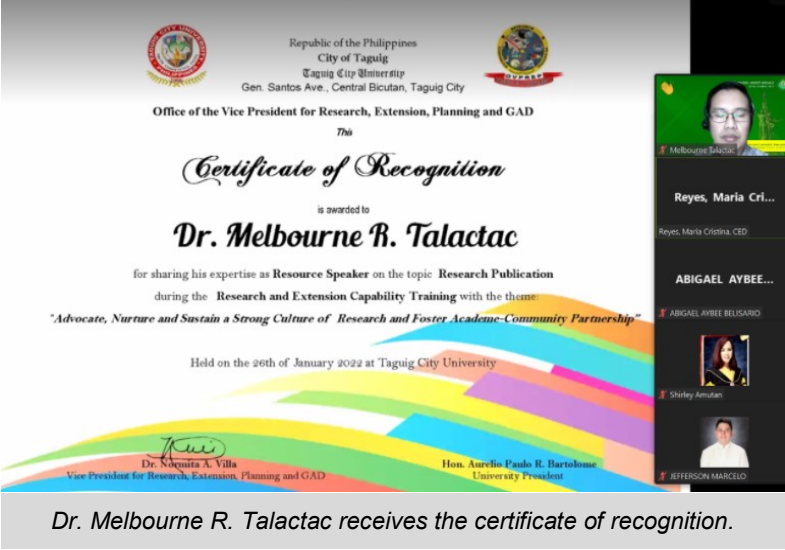 Republic of the Philippines
City of Taguig
Taguig City University
Gen. Santos Ave., Central Bicutan, Taguig City
OVPREP
Office of the Vice President for Research, Extension, Planning and GAD
This
Certificate of Recognition
is awarded to
Dr. Melbourne R. Talactac
for sharing his expertise as Resource Speaker on the topic Research Publication
during the Research and Extension Capability Training with the theme:
"Advocate, Nurture and Sustain a Strong Culture of Research and Foster Academe-Community Partnership"
Held on the 26th of January 2022 at Taguig City University
Dr. Normita A. Villa
Vice President for Research, Extension, Planning and GAD
Hon. Aurelio Paulo R. Bartolome
University President
Melbourne Talactac
Reyes, Maria Cri...
Reyes, Maria Cristina, CED
ABIGAEL AYBEE...
ABIGAEL AYBEE BELISARIO
Shirley Amutan
JEFFERSON MARCELO
Dr. Melbourne R. Talactac receives the certificate of recognition.